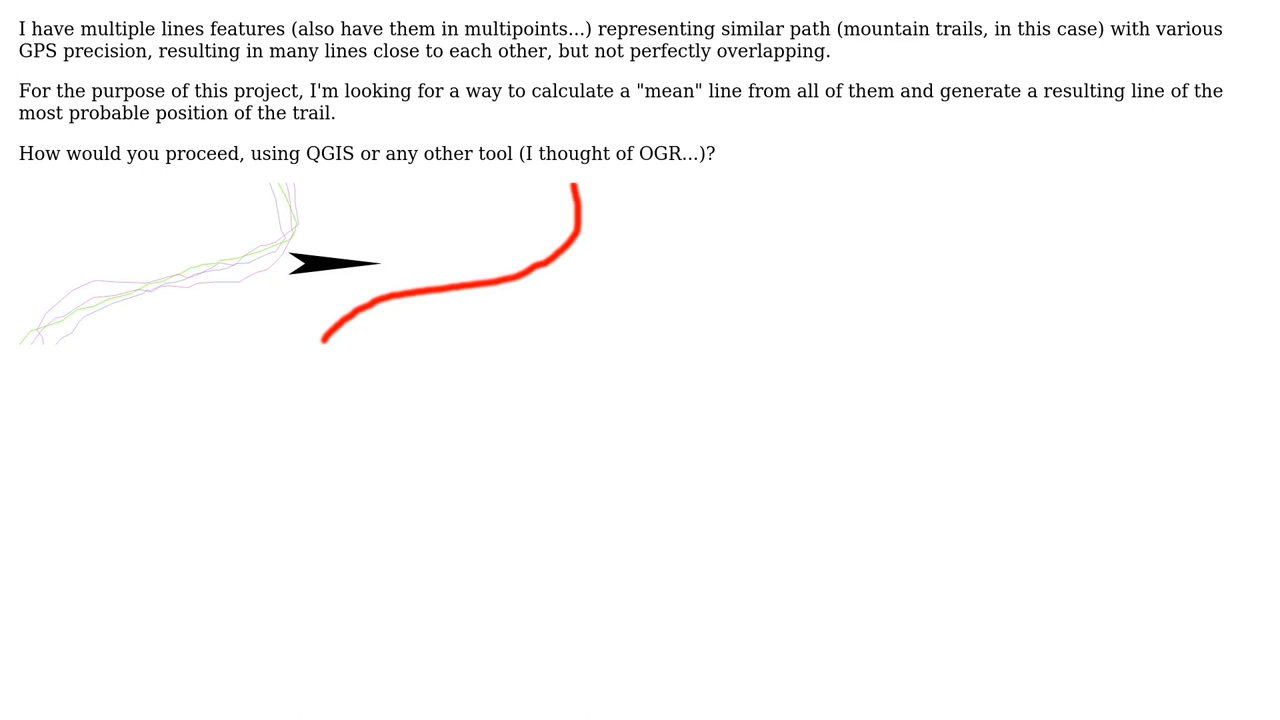 I have multiple lines features (also have them in multipoints...) representing similar path (mountain trails, in this case) with various
GPS precision, resulting in many lines close to each other, but not perfectly overlapping.
For the purpose of this project, I'm looking for a way to calculate a "mean" line from all of them and generate a resulting line of the
most probable position of the trail.
How would you proceed, using QGIS or any other tool (I thought of OGR...)?